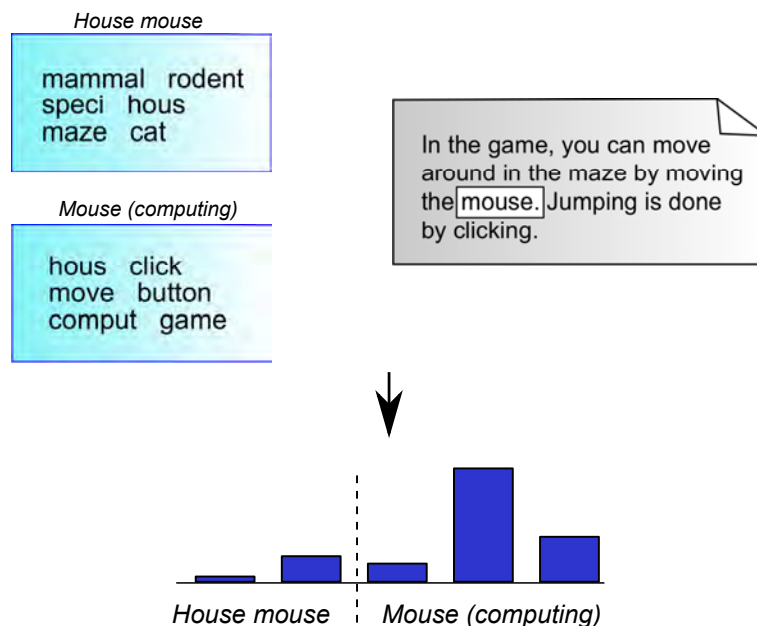 House mouse
mammal rodent
speci hous
maze cat
Mouse (computing)
hous click
move button
comput game
In the game, you can move
around in the maze by moving
the mouse. Jumping is done
by clicking.
House mouse
Mouse (computing)